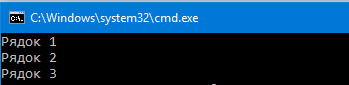 C:\Windows\system32\cmd.exe
Рядок 1
Рядок 2
Рядок 3